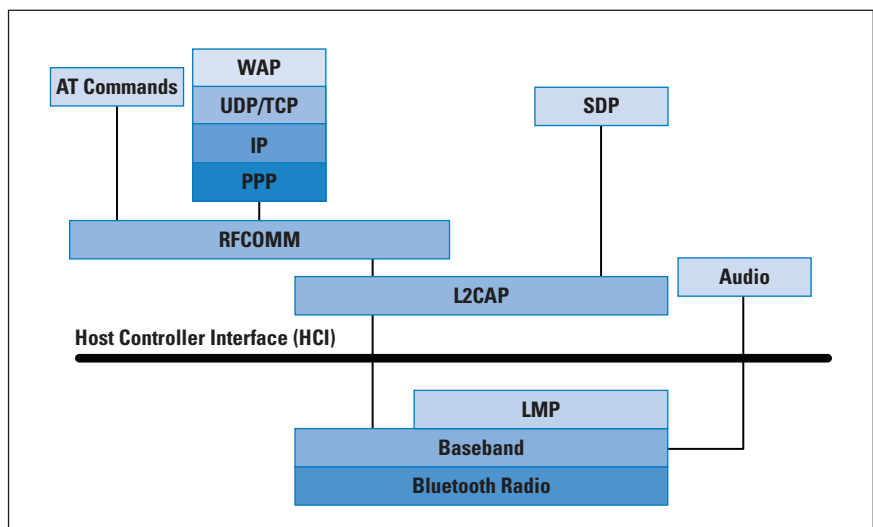 WAP
AT Commands
UDP/TCP
SDP
IP
PPP
RFCOMM
Audio
L2CAP
Host Controller Interface (HCI)
LMP
Baseband
Bluetooth Radio